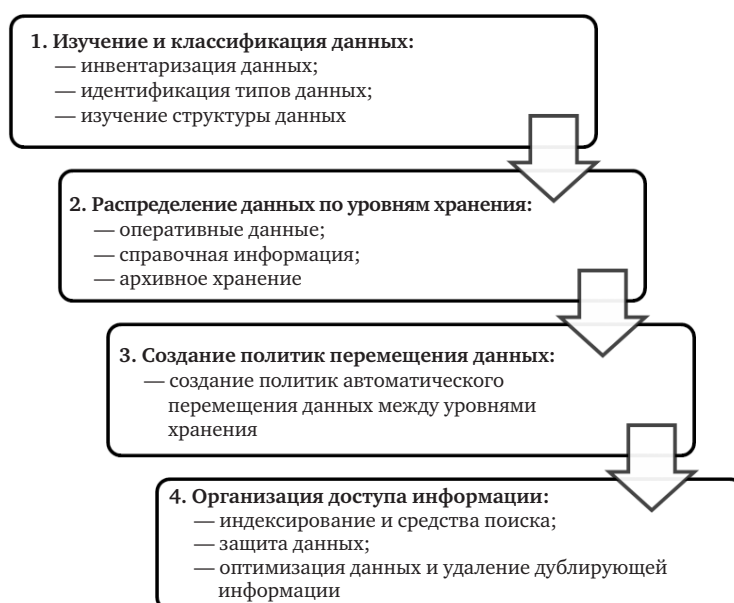 1. Изучение и классификация данных:
— инвентаризация данных;
— идентификация типов данных;
— изучение структуры данных
2. Распределение данных по уровням хранения:
— оперативные данные;
— справочная информация;
— архивное хранение
3. Создание политик перемещения данных:
— создание политик автоматического
перемещения данных между уровнями
хранения
4. Организация доступа информации:
— индексирование и средства поиска;
— защита данных;
— оптимизация данных и удаление дублирующей
информации